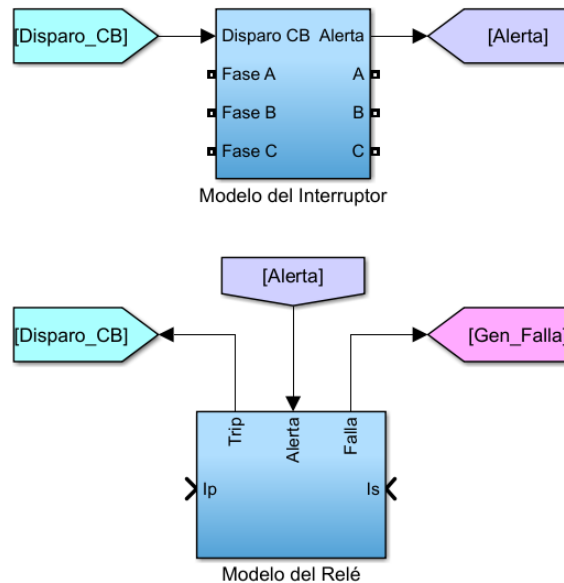 [Disparo_CB]
Disparo CB Alerta
[Alerta]
Fase A A
Fase B B
Fase C C
Modelo del Interruptor
[Alerta]
[Disparo_CB]
[Gen_Falla]
Trip
Alerta
Falla
Ip
Is
Modelo del Relé